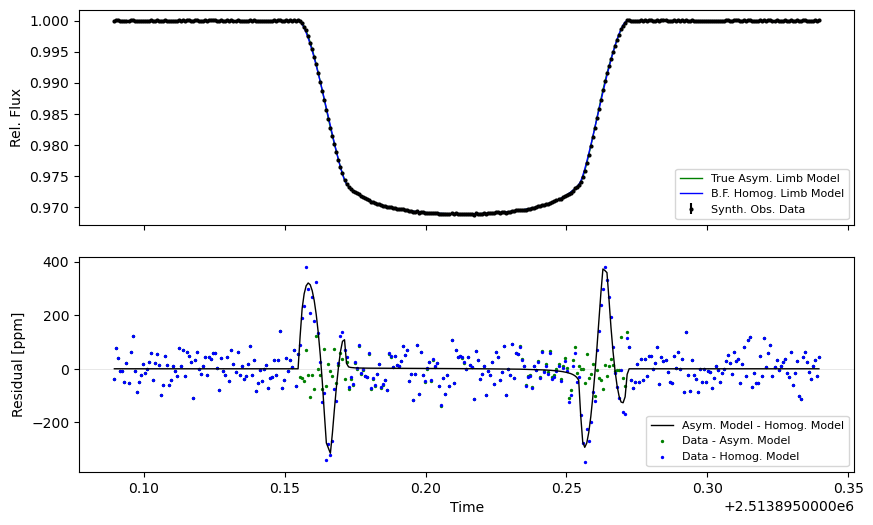 1.000
0.995
0.990
0.985
0.980
0.975
0.970
Rel. Flux
True Asym. Limb Model
B.F. Homog. Limb Model
Synth. Obs. Data
400
200
0
−200
Residual [ppm]
Asym. Model - Homog. Model
Data - Asym. Model
Data - Homog. Model
0.10
0.15
0.20
0.25
0.30
0.35
Time
+2.5138950000e6